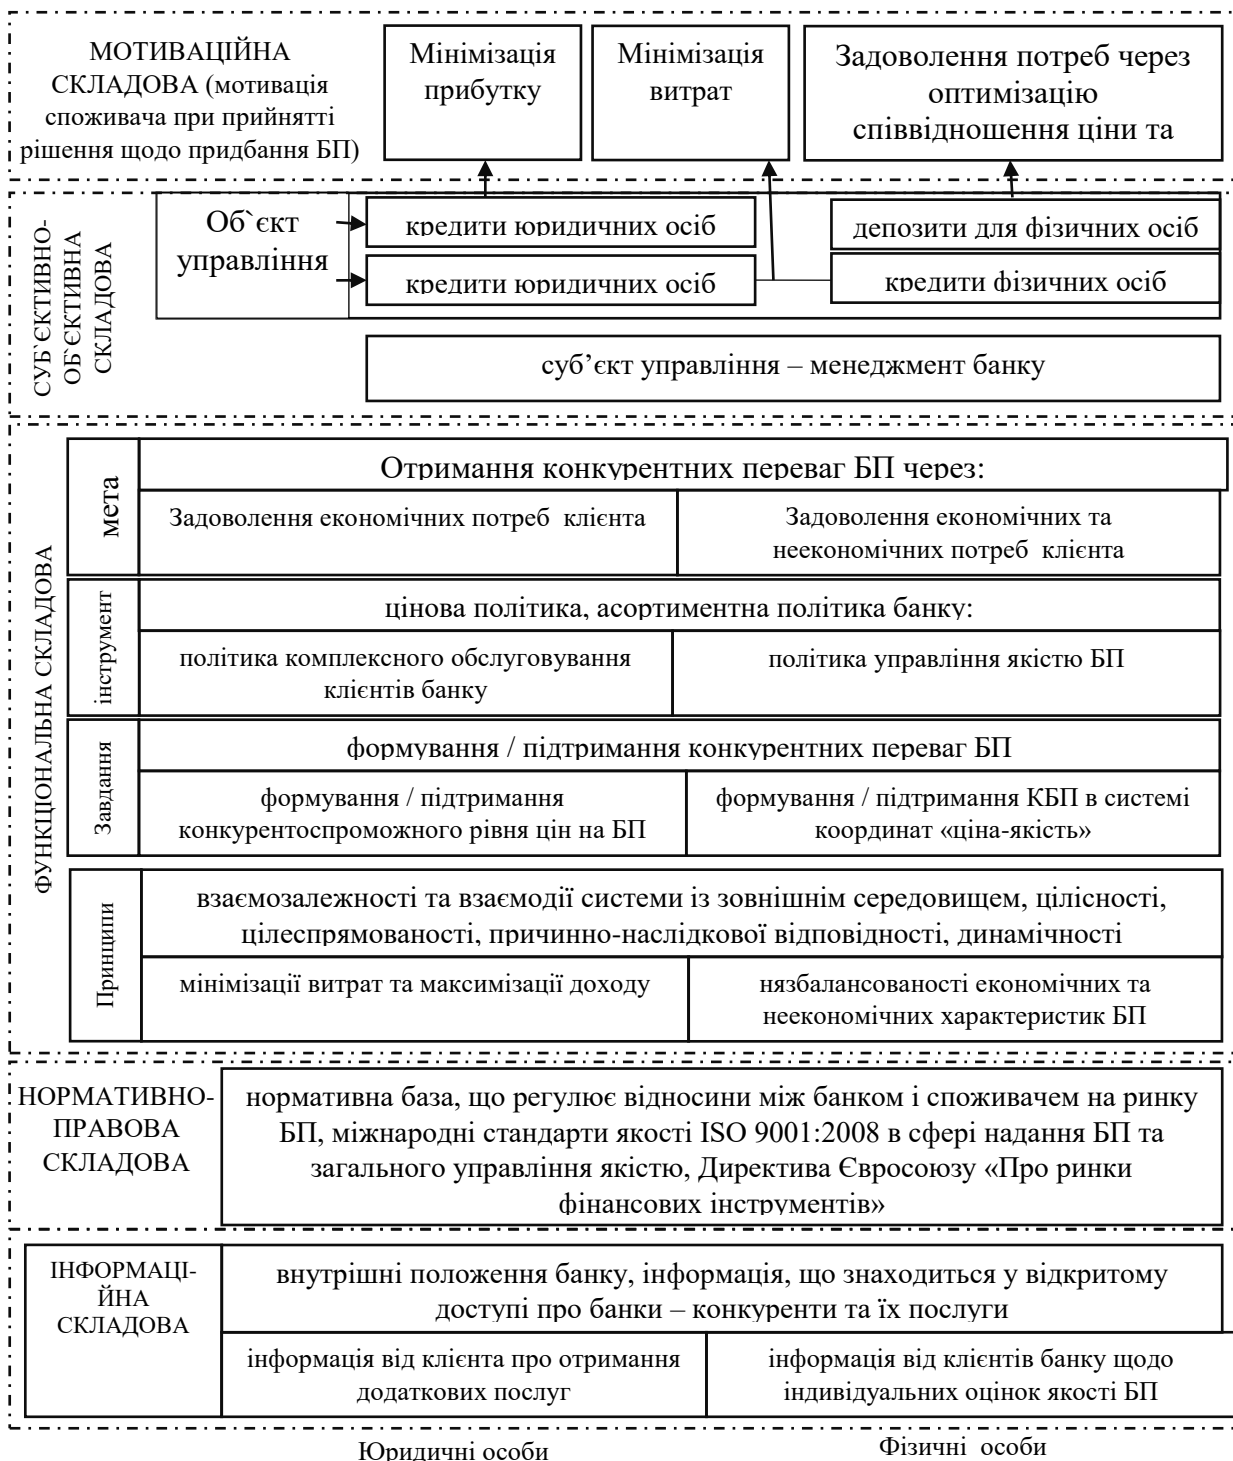 МОТИВАЦІЙНА
СКЛАДОВА (мотивація
споживача при прийнятті
рішення щодо придбання БП)
Мінімізація
прибутку
Мінімізація
витрат
Задоволення потреб через
оптимізацію
співвідношення ціни та
СУБ`ЄКТИВНО-
ОБ`ЄКТИВНА
СКЛАДОВА
Об`єкт
управління
кредити юридичних осіб
депозити для фізичних осіб
кредити юридичних осіб
кредити фізичних осіб
суб’єкт управління – менеджмент банку
ФУНКЦІОНАЛЬНА СКЛАДОВА
мета
Отримання конкурентних переваг БП через:
Задоволення економічних потреб клієнта
Задоволення економічних та
неекономічних потреб клієнта
інструмент
цінова політика, асортиментна політика банку:
політика комплексного обслуговування
клієнтів банку
політика управління якістю БП
Завдання
формування / підтримання конкурентних переваг БП
формування / підтримання
конкурентоспроможного рівня цін на БП
формування / підтримання КБП в системі
координат «ціна-якість»
Принципи
взаємозалежності та взаємодії системи із зовнішнім середовищем, цілісності,
цілеспрямованості, причинно-наслідкової відповідності, динамічності
мінімізації витрат та максимізації доходу
нязбалансованості економічних та
неекономічних характеристик БП
НОРМАТИВНО-
ПРАВОВА
СКЛАДОВА
нормативна база, що регулює відносини між банком і споживачем на ринку
БП, міжнародні стандарти якості ISO 9001:2008 в сфері надання БП та
загального управління якістю, Директива Євросоюзу «Про ринки
фінансових інструментів»
ІНФОРМАЦІ-
ЙНА
СКЛАДОВА
внутрішні положення банку, інформація, що знаходиться у відкритому
доступі про банки – конкуренти та їх послуги
інформація від клієнта про отримання
додаткових послуг
інформація від клієнтів банку щодо
індивідуальних оцінок якості БП
Юридичні особи
Фізичні особи